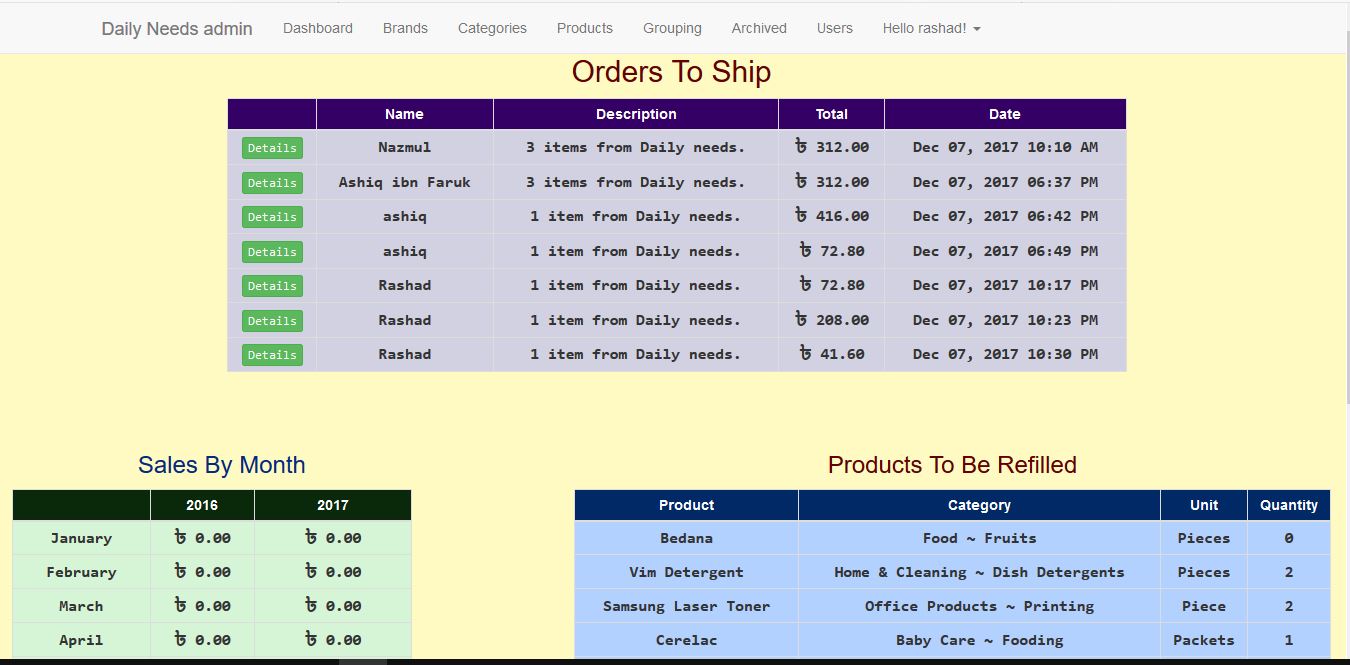 Daily Needs admin Dashboard Brands Categories Products Grouping Archived Users Hello rashad!
Orders To Ship
Name Description Total Date
Details Nazmul 3 items from Daily needs. ৳ 312.00 Dec 07, 2017 10:10 AM
Details Ashiq ibn Faruk 3 items from Daily needs. ৳ 312.00 Dec 07, 2017 06:37 PM
Details ashiq 1 item from Daily needs. ৳ 416.00 Dec 07, 2017 06:42 PM
Details ashiq 1 item from Daily needs. ৳ 72.80 Dec 07, 2017 06:49 PM
Details Rashad 1 item from Daily needs. ৳ 72.80 Dec 07, 2017 10:17 PM
Details Rashad 1 item from Daily needs. ৳ 208.00 Dec 07, 2017 10:23 PM
Details Rashad 1 item from Daily needs. ৳ 41.60 Dec 07, 2017 10:30 PM
Sales By Month
2016 2017
January ৳ 0.00 ৳ 0.00
February ৳ 0.00 ৳ 0.00
March ৳ 0.00 ৳ 0.00
April ৳ 0.00 ৳ 0.00
Products To Be Refilled
Product Category Unit Quantity
Bedana Food ~ Fruits Pieces 0
Vim Detergent Home & Cleaning ~ Dish Detergents Pieces 2
Samsung Laser Toner Office Products ~ Printing Piece 2
Cerelac Baby Care ~ Fooding Packets 1